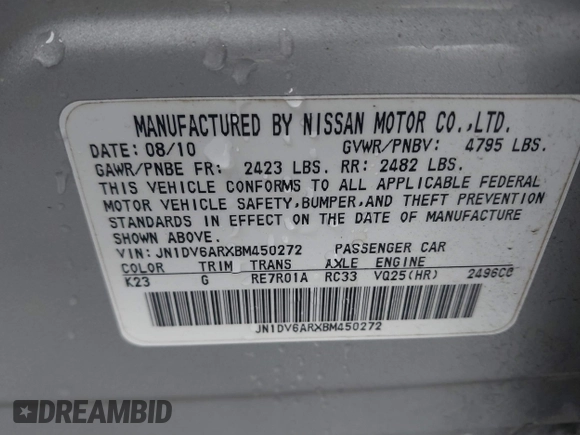 MANUFACTURED BY NISSAN MOTOR CO.,LTD.
DATE: 08/10 GVWR/PNBV: 4795 LBS.
GAWR/PNBE FR: 2423 LBS. RR: 2482 LBS.
THIS VEHICLE CONFORMS TO ALL APPLICABLE FEDERAL
MOTOR VEHICLE SAFETY,BUMPER,AND THEFT PREVENTION
STANDARDS IN EFFECT ON THE DATE OF MANUFACTURE
SHOWN ABOVE.
VIN: JN1DV6ARXBM450272 PASSENGER CAR
COLOR TRIM TRANS AXLE ENGINE
K23 G RE7R01A RC33 VQ25(HR) 2496CC
JN1DV6ARXBM450272
DREAMBID